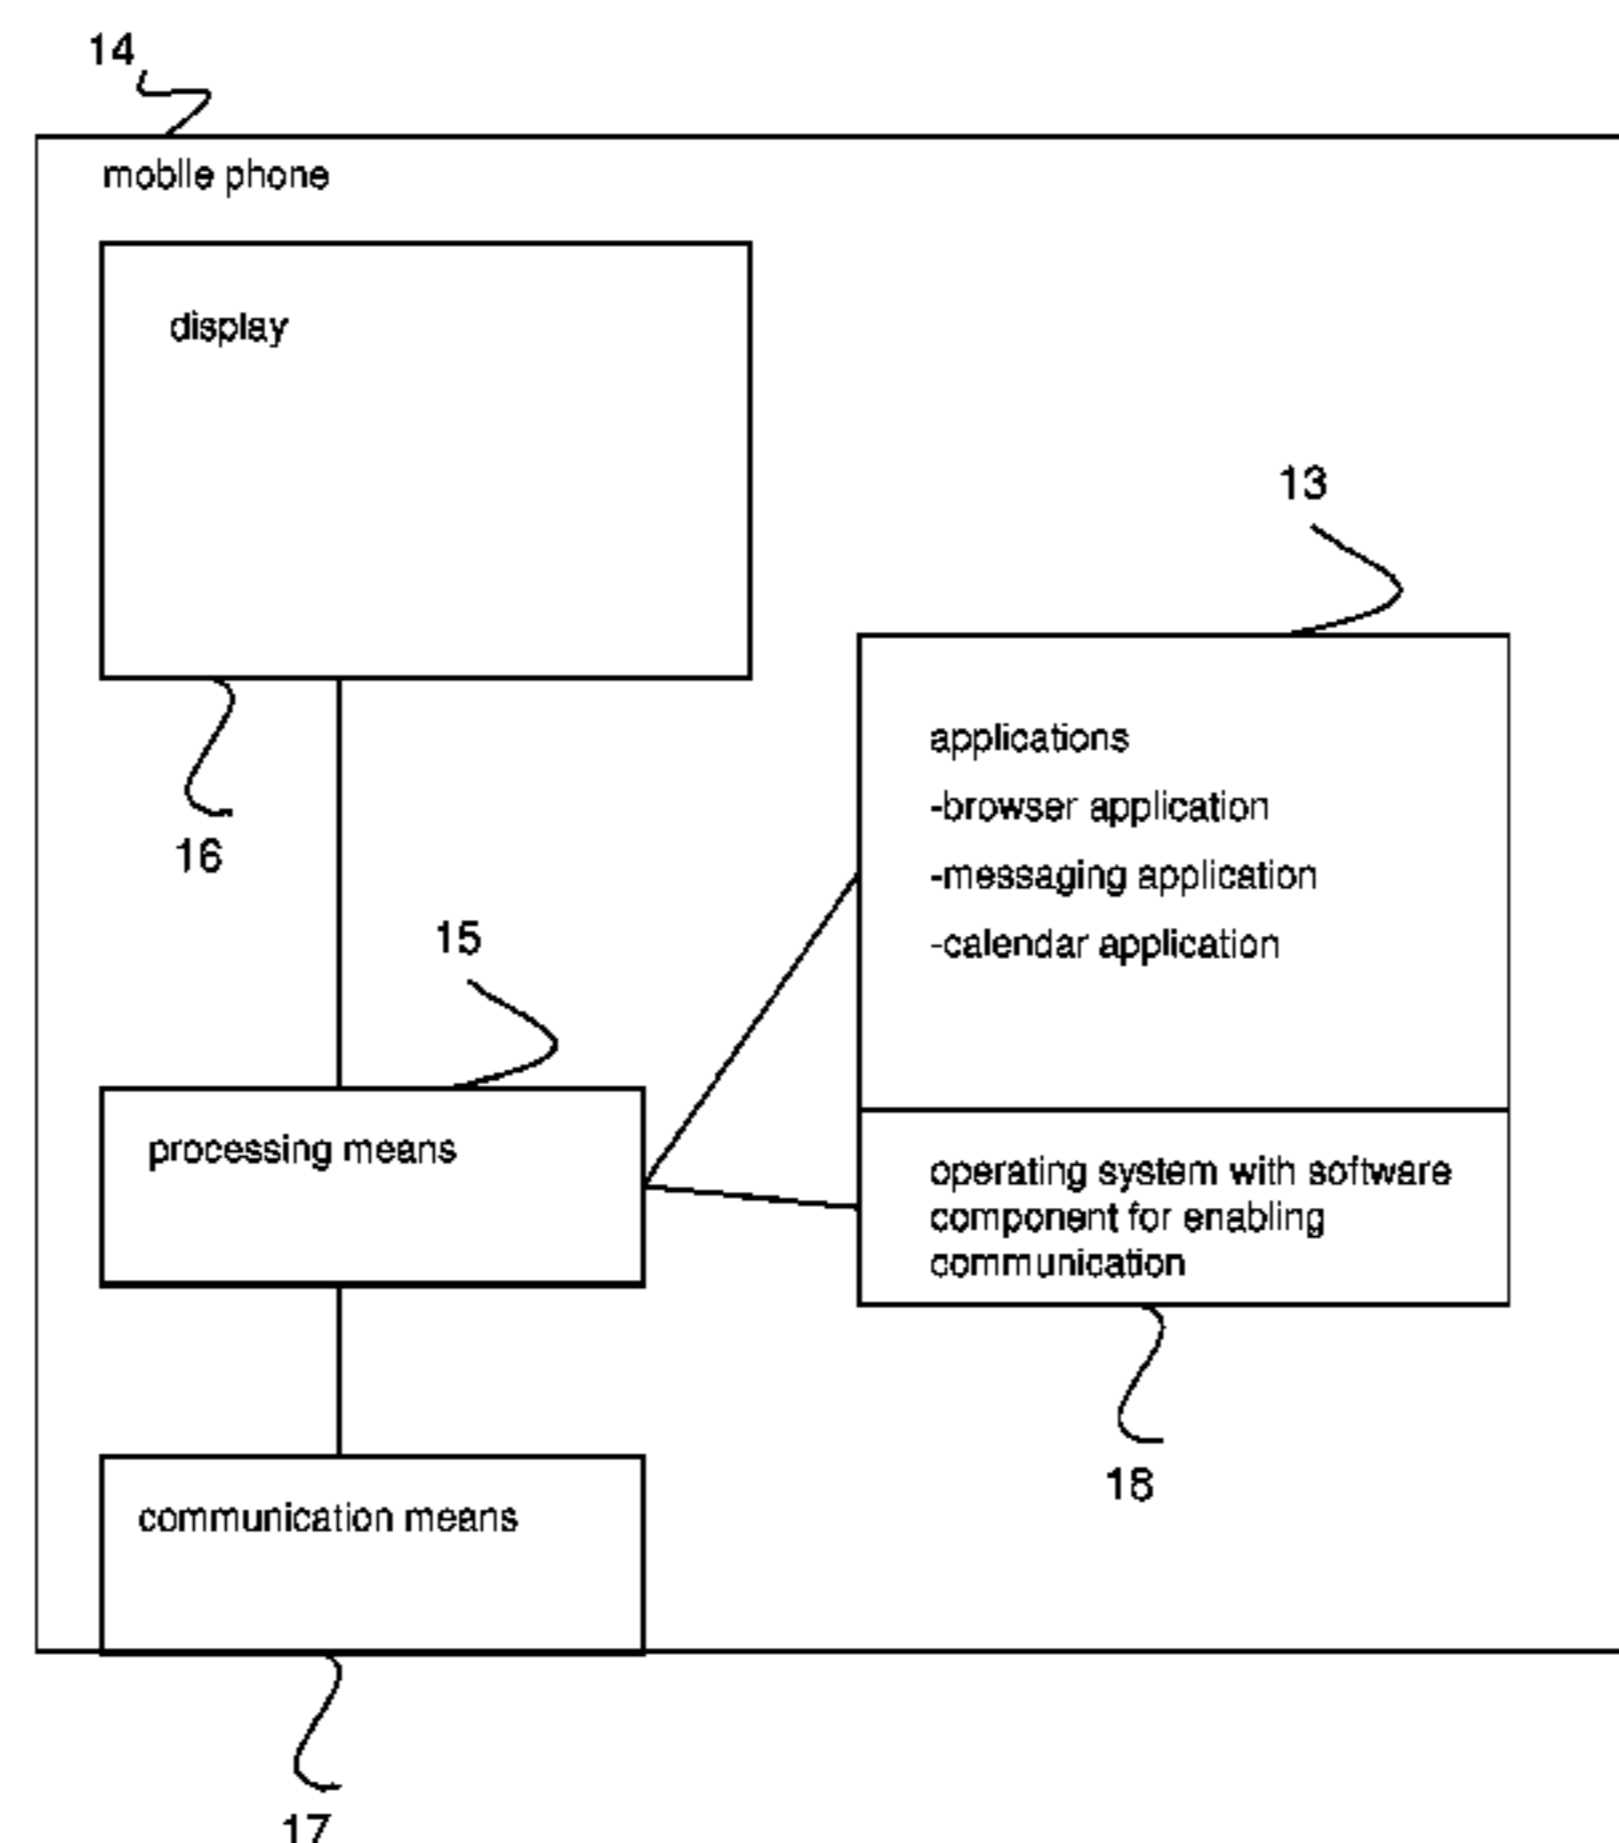 14
mobile phone
display
13
applications
-browser application
-messaging application
-calendar application
16
15
processing means
operating system with software
component for enabling
communication
18
communication means
17